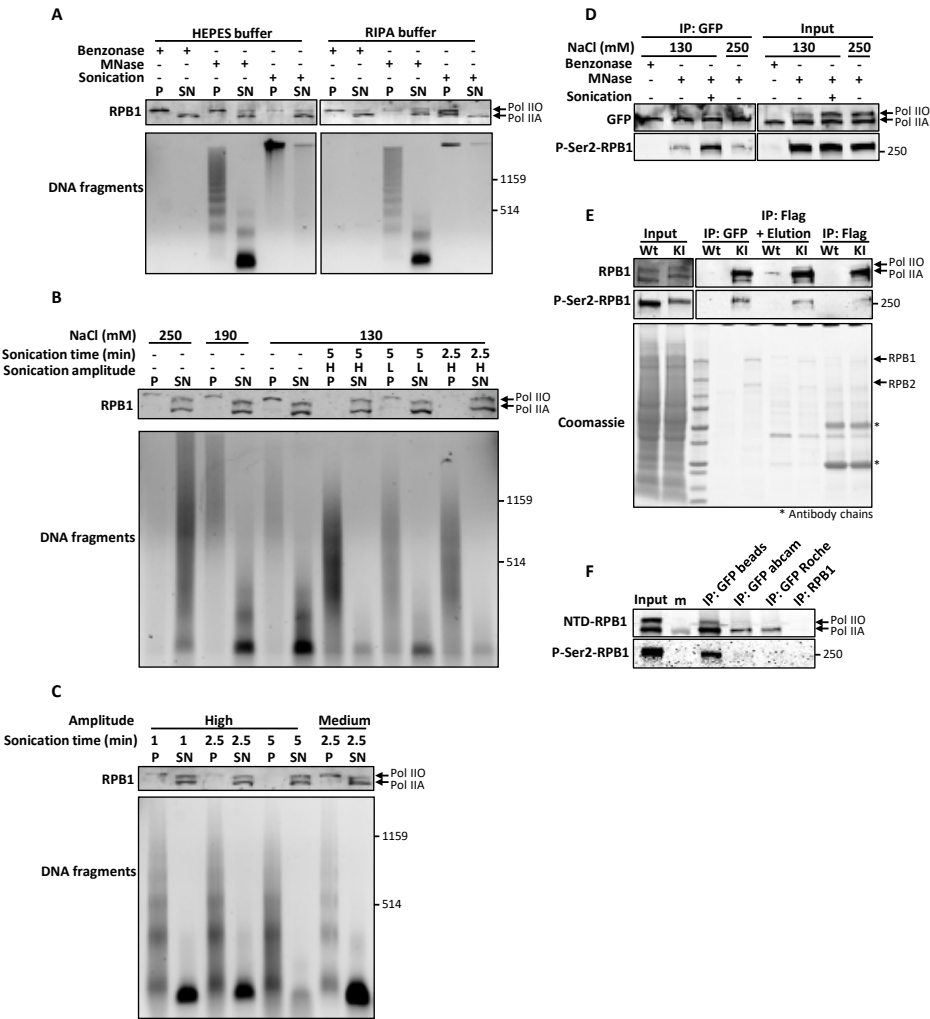 A
HEPES buffer RIPA buffer
Benzonase + + - - - - + + - - - -
MNase - - + + - - - - + + - -
Sonication - - - - + + - - - - + +
P SN P SN P SN P SN P SN P SN
RPB1
Pol IIO
Pol IIA
DNA fragments
1159
514
B
NaCl (mM) 250 190 130
Sonication time (min) - - - - - - 5 5 5 5 2.5 2.5
Sonication amplitude - - - - - - H H L L H H
P SN P SN P SN P SN P SN P SN
RPB1
Pol IIO
Pol IIA
DNA fragments
1159
514
C
Amplitude High Medium
Sonication time (min) 1 1 2.5 2.5 5 5 2.5 2.5
P SN P SN P SN P SN
RPB1
Pol IIO
Pol IIA
DNA fragments
1159
514
D
IP: GFP Input
NaCl (mM) 130 250 130 250
Benzonase + - - - + - - -
MNase - + + + - + + +
Sonication - - + - - - + -
GFP
Pol IIO
Pol IIA
P-Ser2-RPB1
250
E
IP: Flag
Input IP: GFP + Elution IP: Flag
Wt KI Wt KI Wt KI Wt KI
RPB1
Pol IIO
Pol IIA
P-Ser2-RPB1
250
Coomassie
RPB1
RPB2
*
*
* Antibody chains
F
Input m IP: GFP beads IP: GFP abcam IP: GFP Roche IP: RPB1
NTD-RPB1
Pol IIO
Pol IIA
P-Ser2-RPB1
250